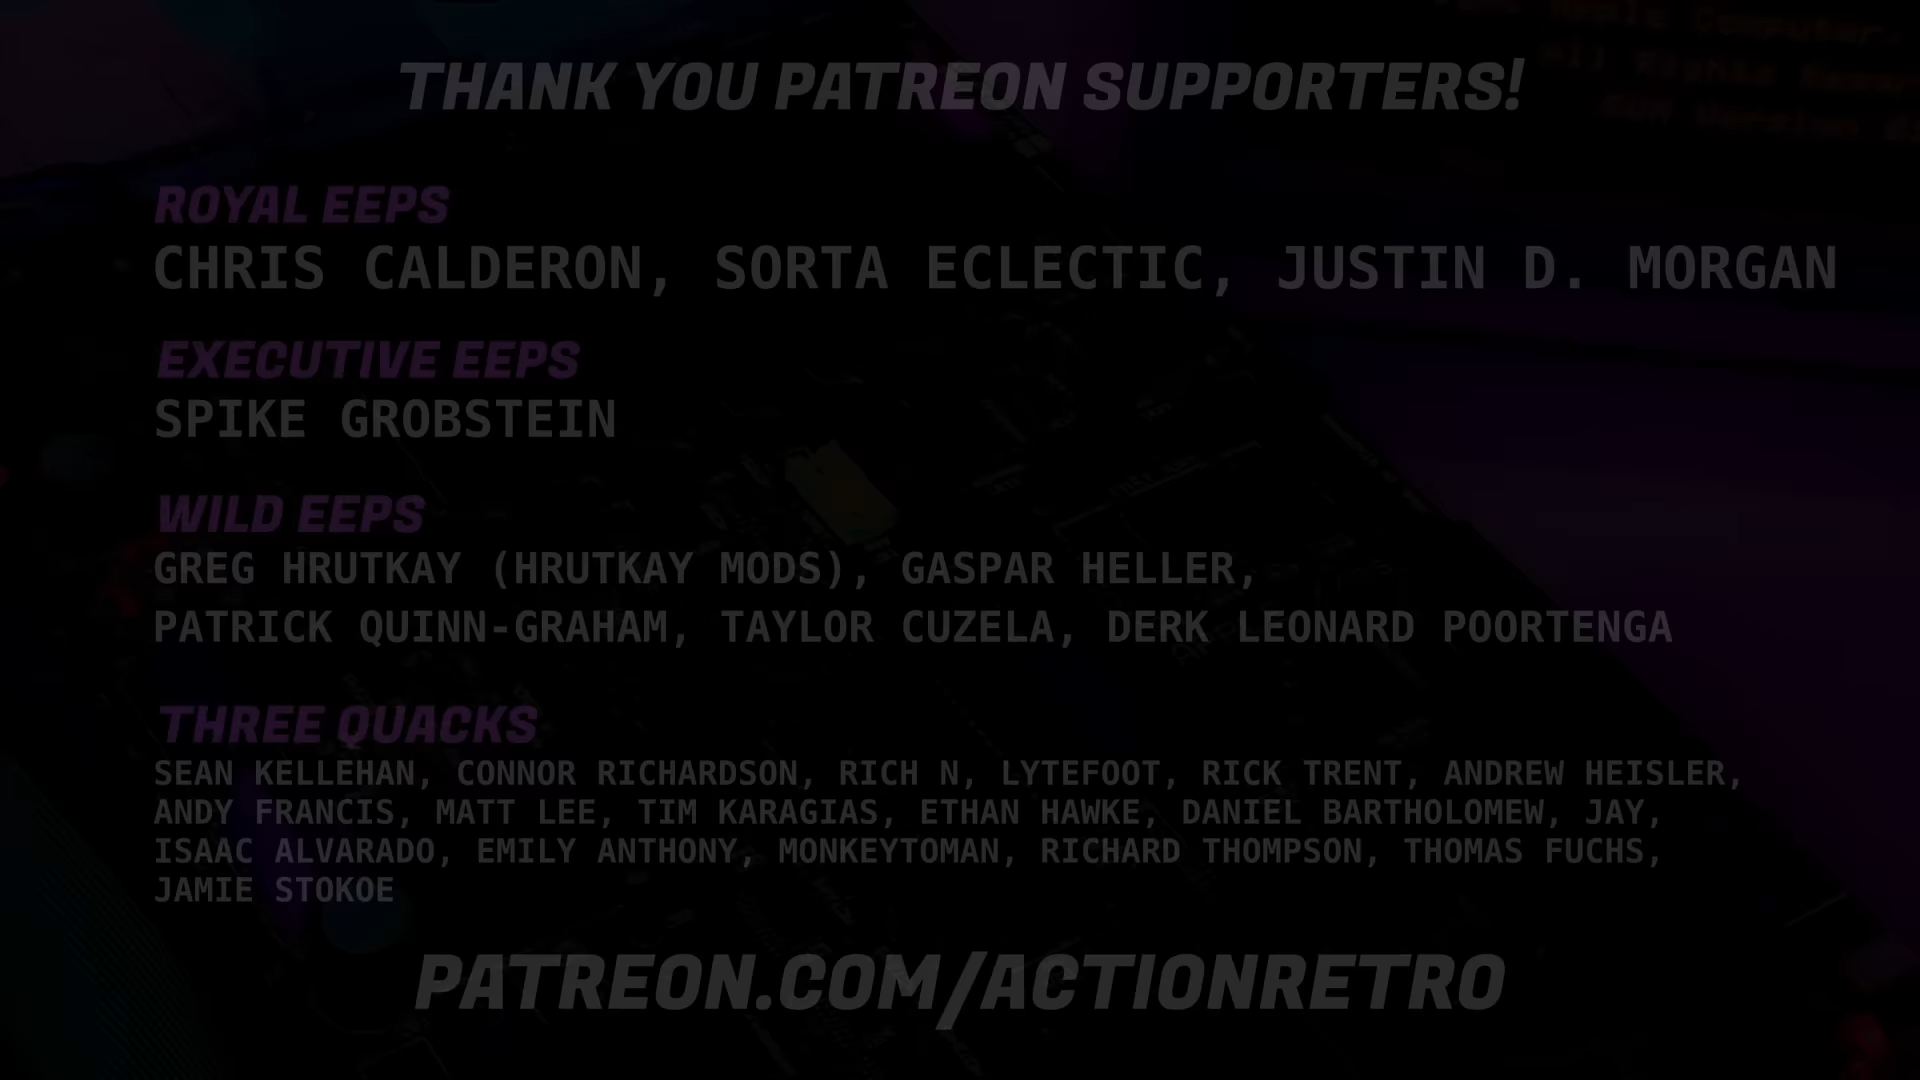 THANK YOU PATREON SUPPORTERS!
ROYAL EEPS
CHRIS CALDERON, SORTA ECLECTIC, JUSTIN D. MORGAN
EXECUTIVE EEPS
SPIKE GROBSTEIN
WILD EEPS
GREG HRUTKAY (HRUTKAY MODS), GASPAR HELLER,
PATRICK QUINN-GRAHAM, TAYLOR CUZELA, DERK LEONARD POORTENGA
THREE QUACKS
SEAN KELLEHAN, CONNOR RICHARDSON, RICH N, LYTEFOOT, RICK TRENT, ANDREW HEISLER,
ANDY FRANCIS, MATT LEE, TIM KARAGIAS, ETHAN HAWKE, DANIEL BARTHOLOMEW, JAY,
ISAAC ALVARADO, EMILY ANTHONY, MONKEYTOMAN, RICHARD THOMPSON, THOMAS FUCHS,
JAMIE STOKOE
PATREON.COM/ACTIONRETRO